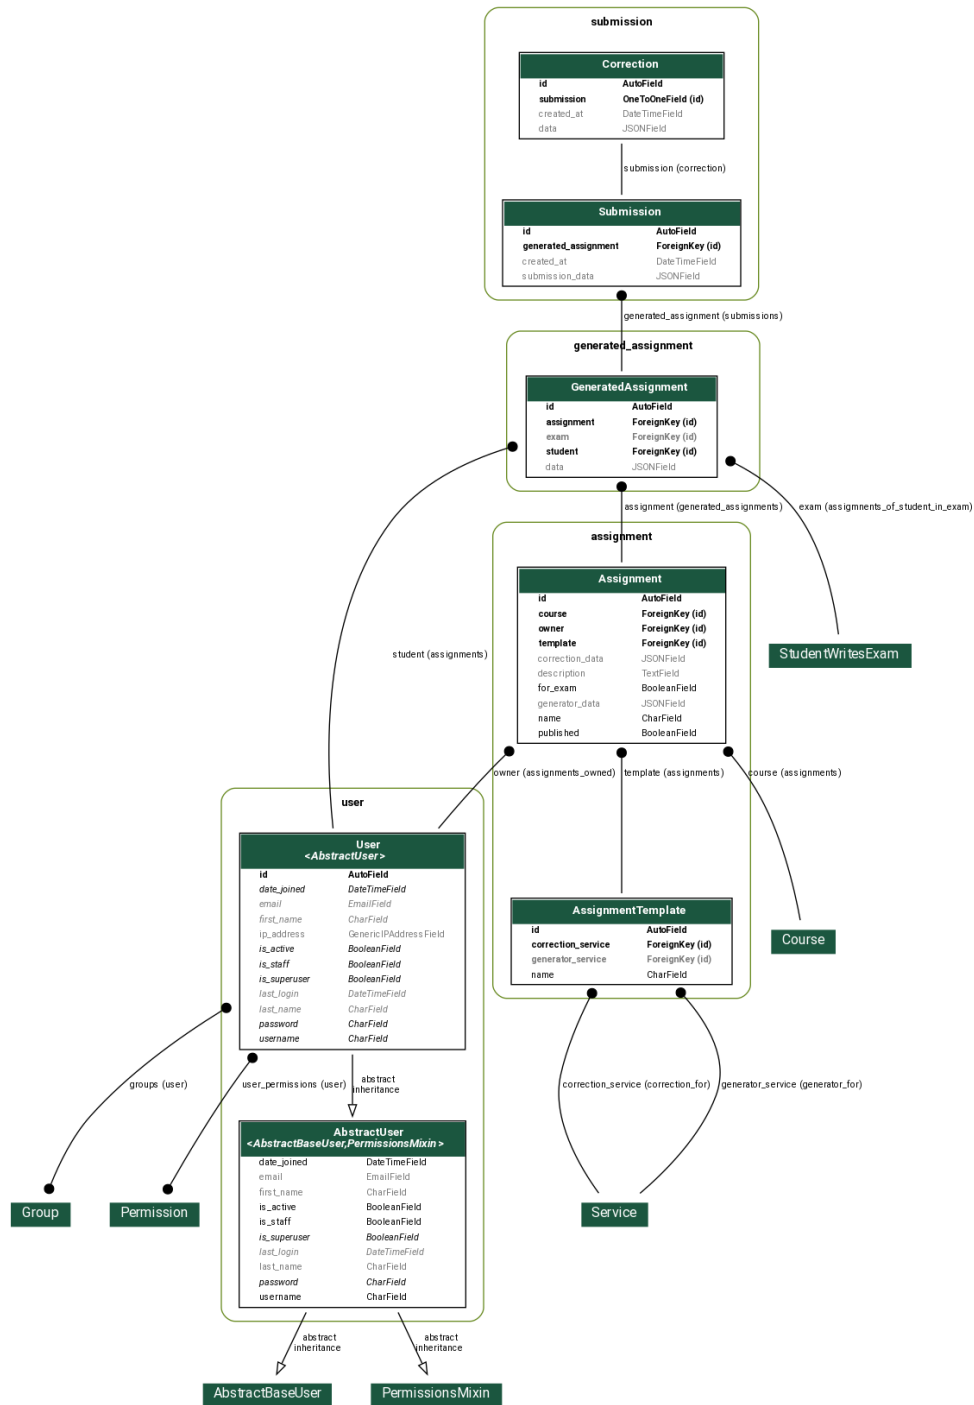 submission
Correction
id AutoField
submission OneToOneField (id)
created_at DateTimeField
data JSONField
submission (correction)
Submission
id AutoField
generated_assignment ForeignKey (id)
created_at DateTimeField
submission_data JSONField
generated_assignment (submissions)
generated_assignment
GeneratedAssignment
id AutoField
assignment ForeignKey (id)
exam ForeignKey (id)
student ForeignKey (id)
data JSONField
assignment (generated_assignments)
exam (assigmnents_of_student_in_exam)
assignment
Assignment
id AutoField
course ForeignKey (id)
owner ForeignKey (id)
template ForeignKey (id)
correction_data JSONField
description TextField
for_exam BooleanField
generator_data JSONField
name CharField
published BooleanField
StudentWritesExam
student (assignments)
owner (assignments_owned)
template (assignments)
course (assignments)
user
User
<AbstractUser>
id AutoField
date_joined DateTimeField
email EmailField
first_name CharField
ip_address GenericIPAddressField
is_active BooleanField
is_staff BooleanField
is_superuser BooleanField
last_login DateTimeField
last_name CharField
password CharField
username CharField
AssignmentTemplate
id AutoField
correction_service ForeignKey (id)
generator_service ForeignKey (id)
name CharField
Course
groups (user)
user_permissions (user)
abstract
inheritance
correction_service (correction_for)
generator_service (generator_for)
AbstractUser
<AbstractBaseUser,PermissionsMixin>
date_joined DateTimeField
email EmailField
first_name CharField
is_active BooleanField
is_staff BooleanField
is_superuser BooleanField
last_login DateTimeField
last_name CharField
password CharField
username CharField
Group
Permission
Service
abstract
inheritance
abstract
inheritance
AbstractBaseUser
PermissionsMixin